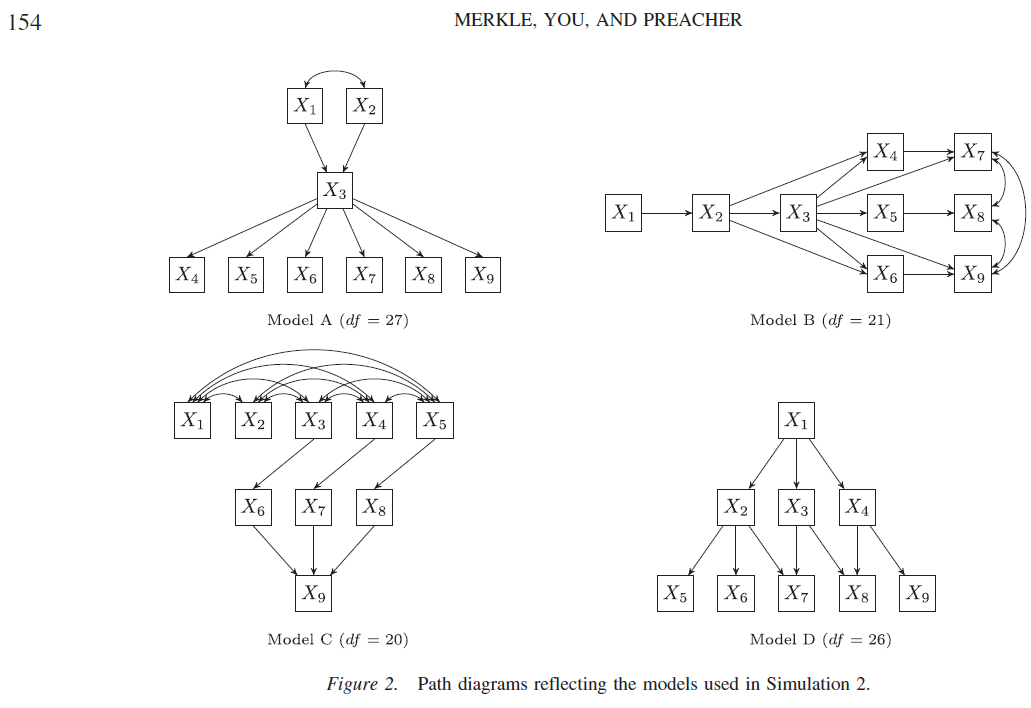 154
MERKLE, YOU, AND PREACHER
X1 X2
X3
X4 X5 X6 X7 X8 X9
Model A (df = 27)
X4 X7
X1 X2 X3 X5 X8
X6 X9
Model B (df = 21)
X1 X2 X3 X4 X5
X6 X7 X8
X9
Model C (df = 20)
X1
X2 X3 X4
X5 X6 X7 X8 X9
Model D (df = 26)
Figure 2. Path diagrams reflecting the models used in Simulation 2.